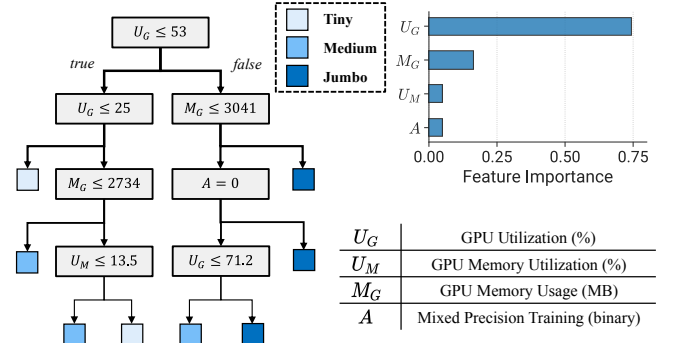 U_G ≤ 53
Tiny
Medium
Jumbo
true
false
U_G ≤ 25
M_G ≤ 3041
M_G ≤ 2734
A = 0
U_M ≤ 13.5
U_G ≤ 71.2
U_G
M_G
U_M
A
0.00 0.25 0.50 0.75
Feature Importance
U_G GPU Utilization (%)
U_M GPU Memory Utilization (%)
M_G GPU Memory Usage (MB)
A Mixed Precision Training (binary)